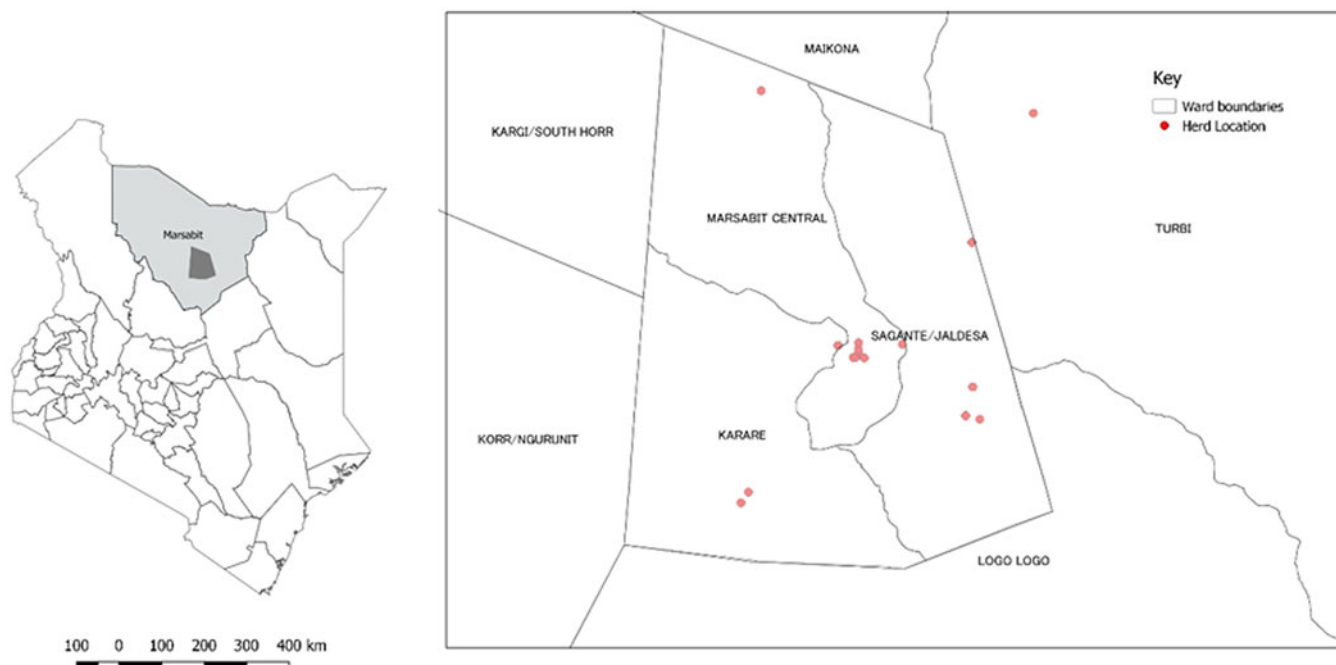 Marsabit
100 0 100 200 300 400 km
MAIKONA
Key
Ward boundaries
Herd Location
KARGI/SOUTH HORR
MARSABIT CENTRAL
TURBI
SAGANTE/JALDESA
KORR/NGURUNIT
KARARE
LOGO LOGO